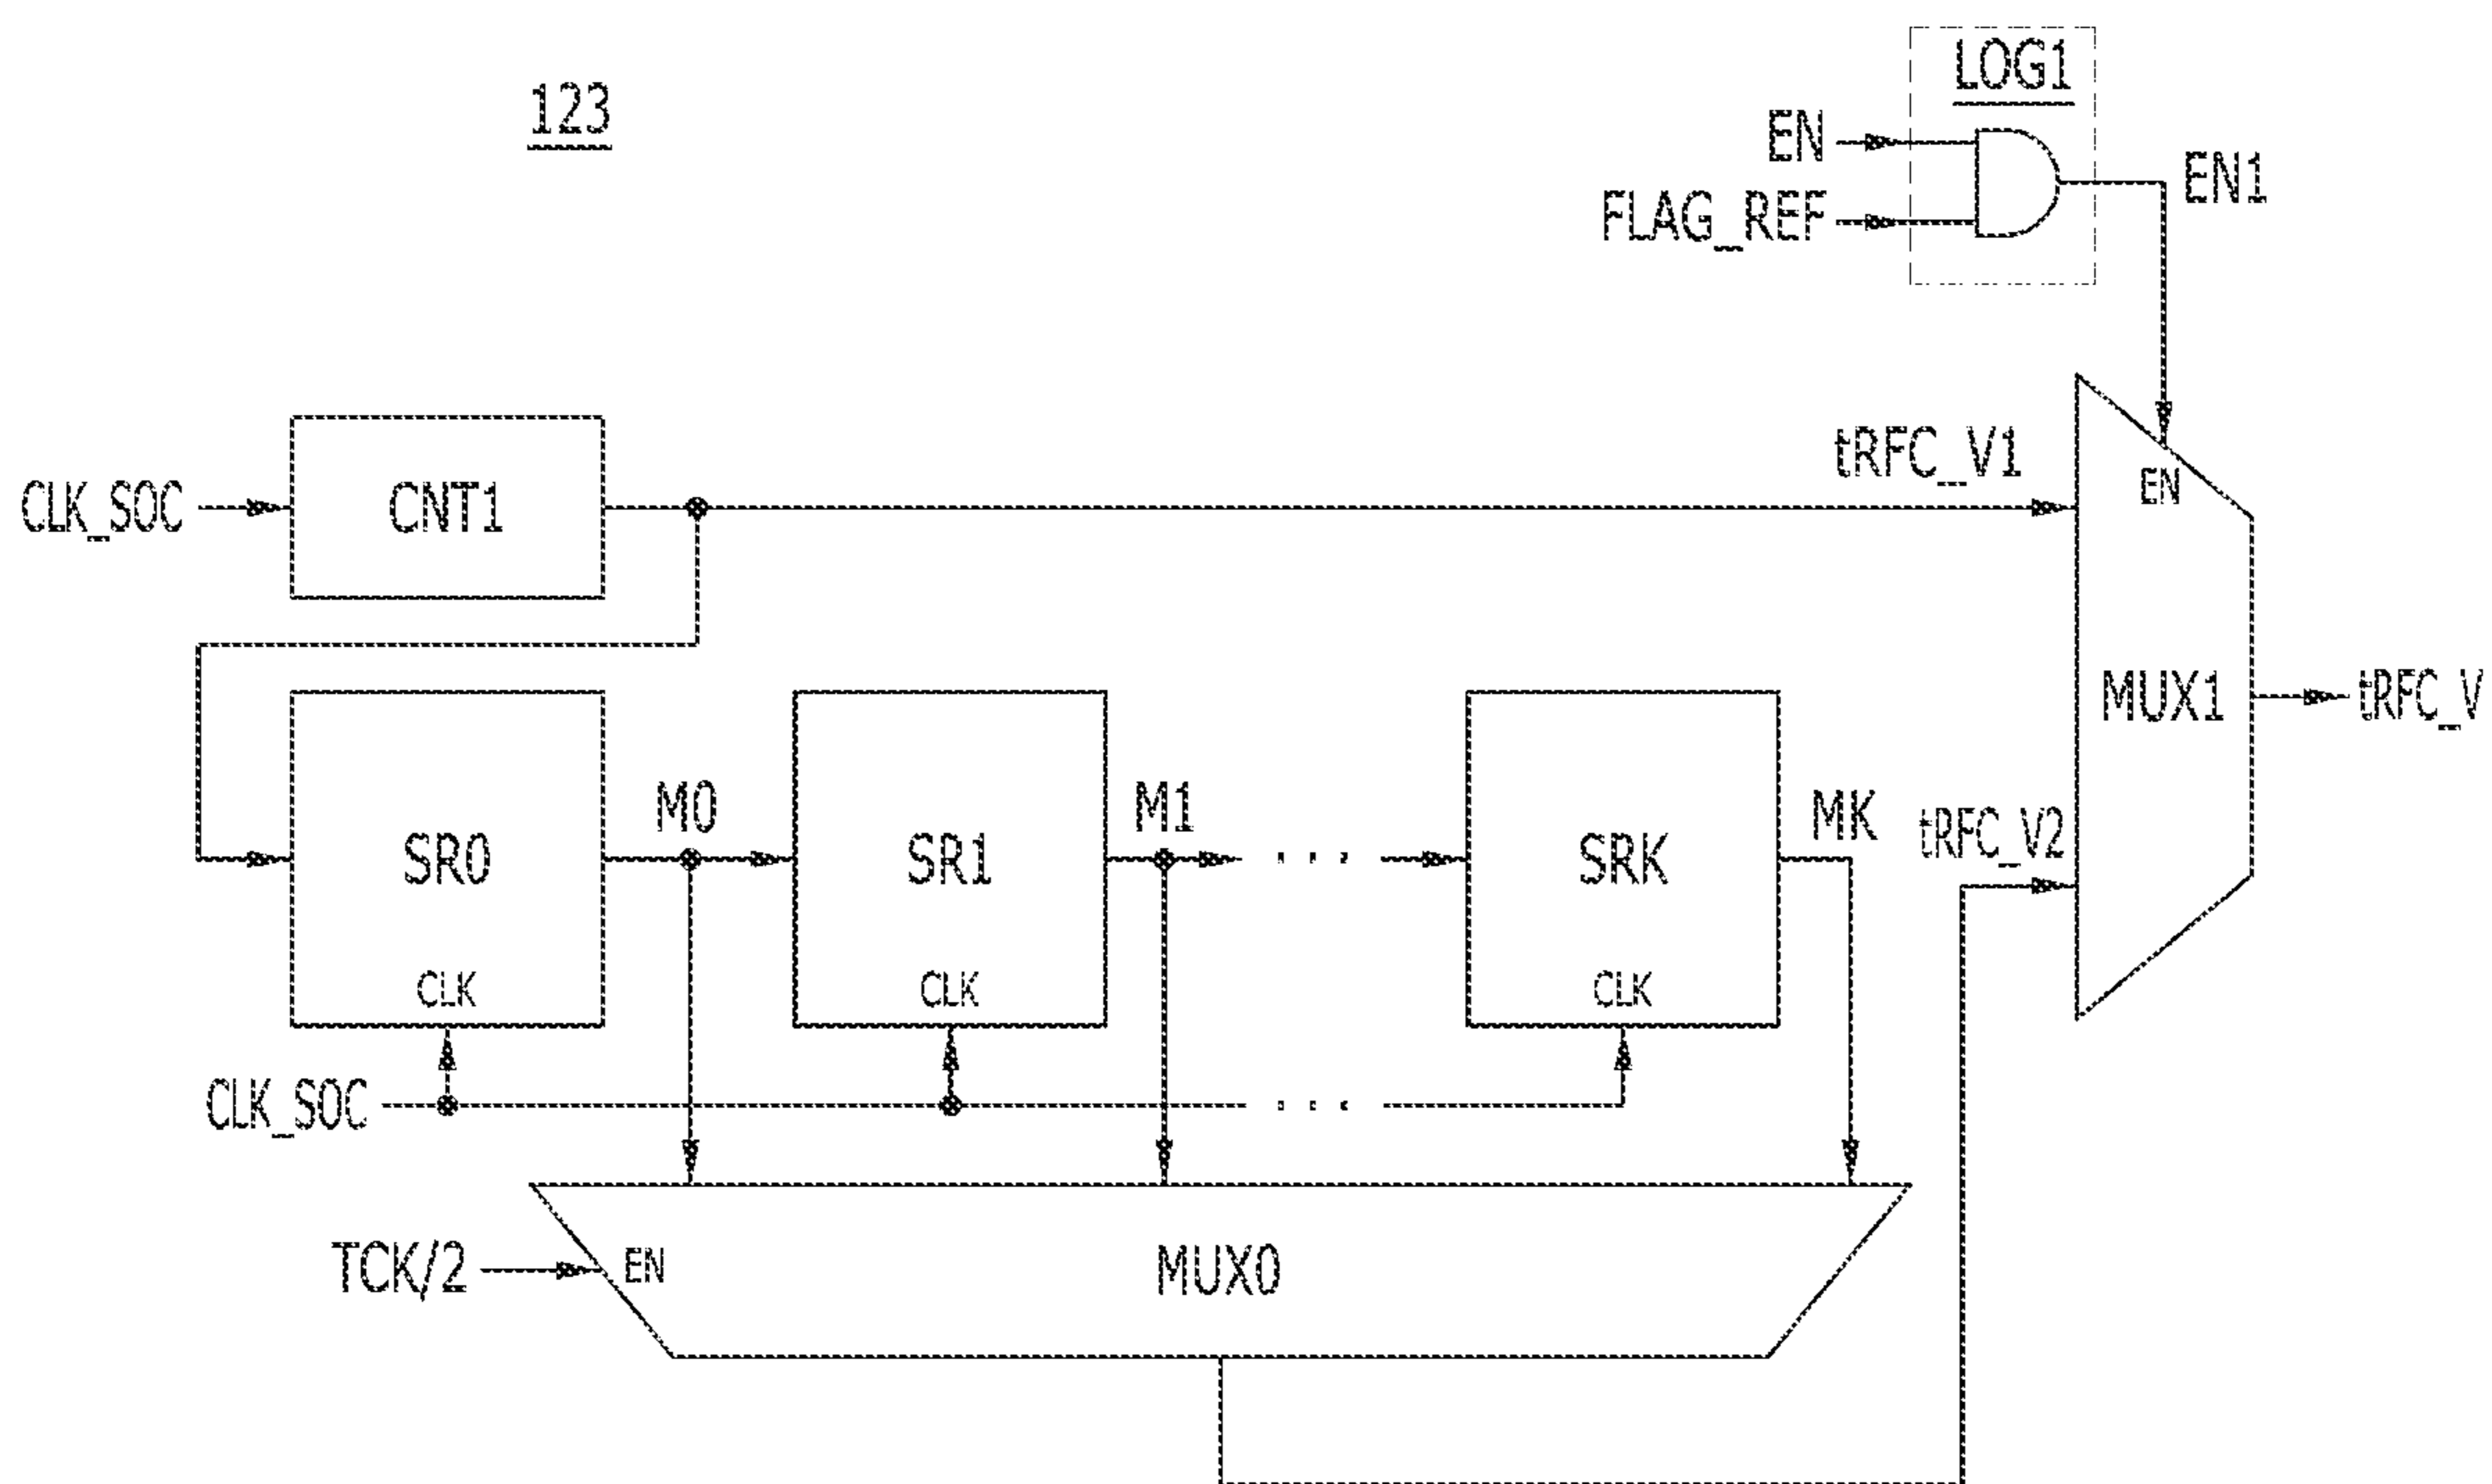 123
LOG1
EN
FLAG_REF
EN1
CLK_SOC
CNT1
tRFC_V1
EN
MUX1
tRFC_V
SR0
M0
SR1
M1
SRK
MK
tRFC_V2
CLK
CLK
CLK
CLK_SOC
TCK/2
EN
MUX0